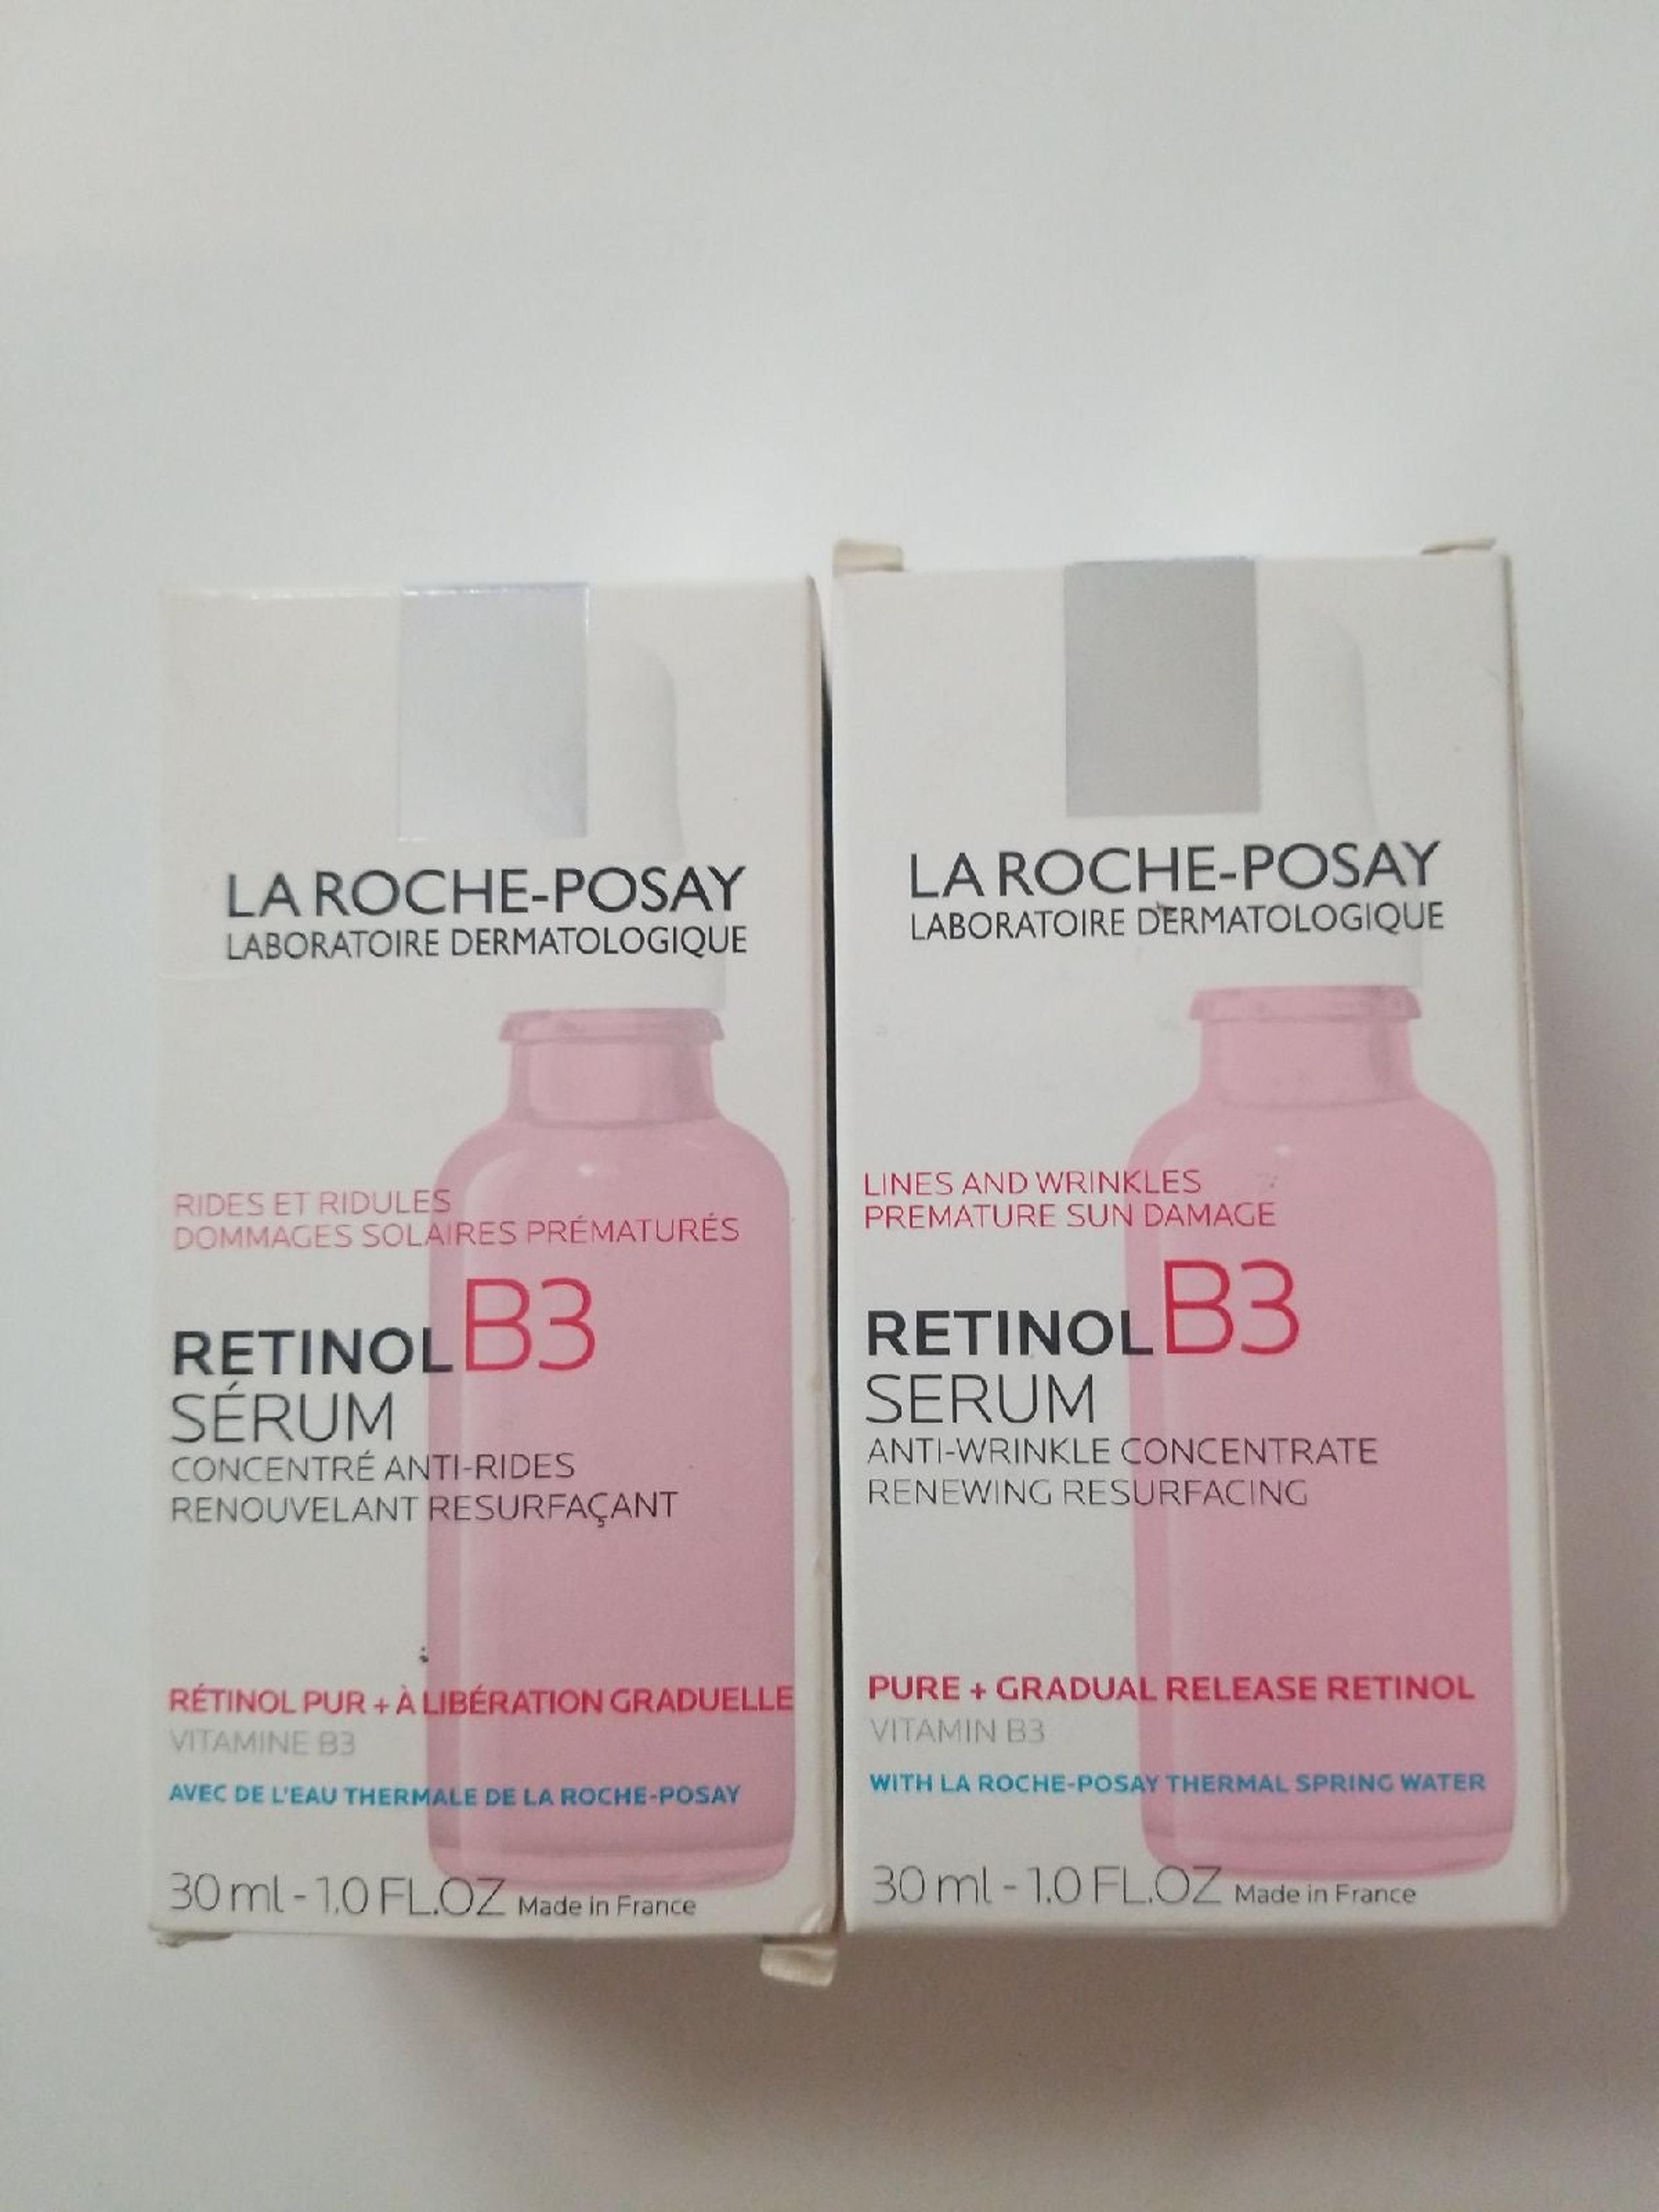 LA ROCHE-POSAY
LABORATOIRE DERMATOLOGIQUE
RIDES ET RIDULES
DOMMAGES SOLAIRES PRÉMATURÉS
RETINOL B3
SÉRUM
CONCENTRÉ ANTI-RIDES
RENOUVELANT RESURFAÇANT
RÉTINOL PUR + À LIBÉRATION GRADUELLE
VITAMINE B3
AVEC DE L'EAU THERMALE DE LA ROCHE-POSAY
30 ml - 1.0 FL.OZ Made in France
LA ROCHE-POSAY
LABORATOIRE DERMATOLOGIQUE
LINES AND WRINKLES
PREMATURE SUN DAMAGE
RETINOL B3
SERUM
ANTI-WRINKLE CONCENTRATE
RENEWING RESURFACING
PURE + GRADUAL RELEASE RETINOL
VITAMIN B3
WITH LA ROCHE-POSAY THERMAL SPRING WATER
30 ml - 1.0 FL.OZ Made in France